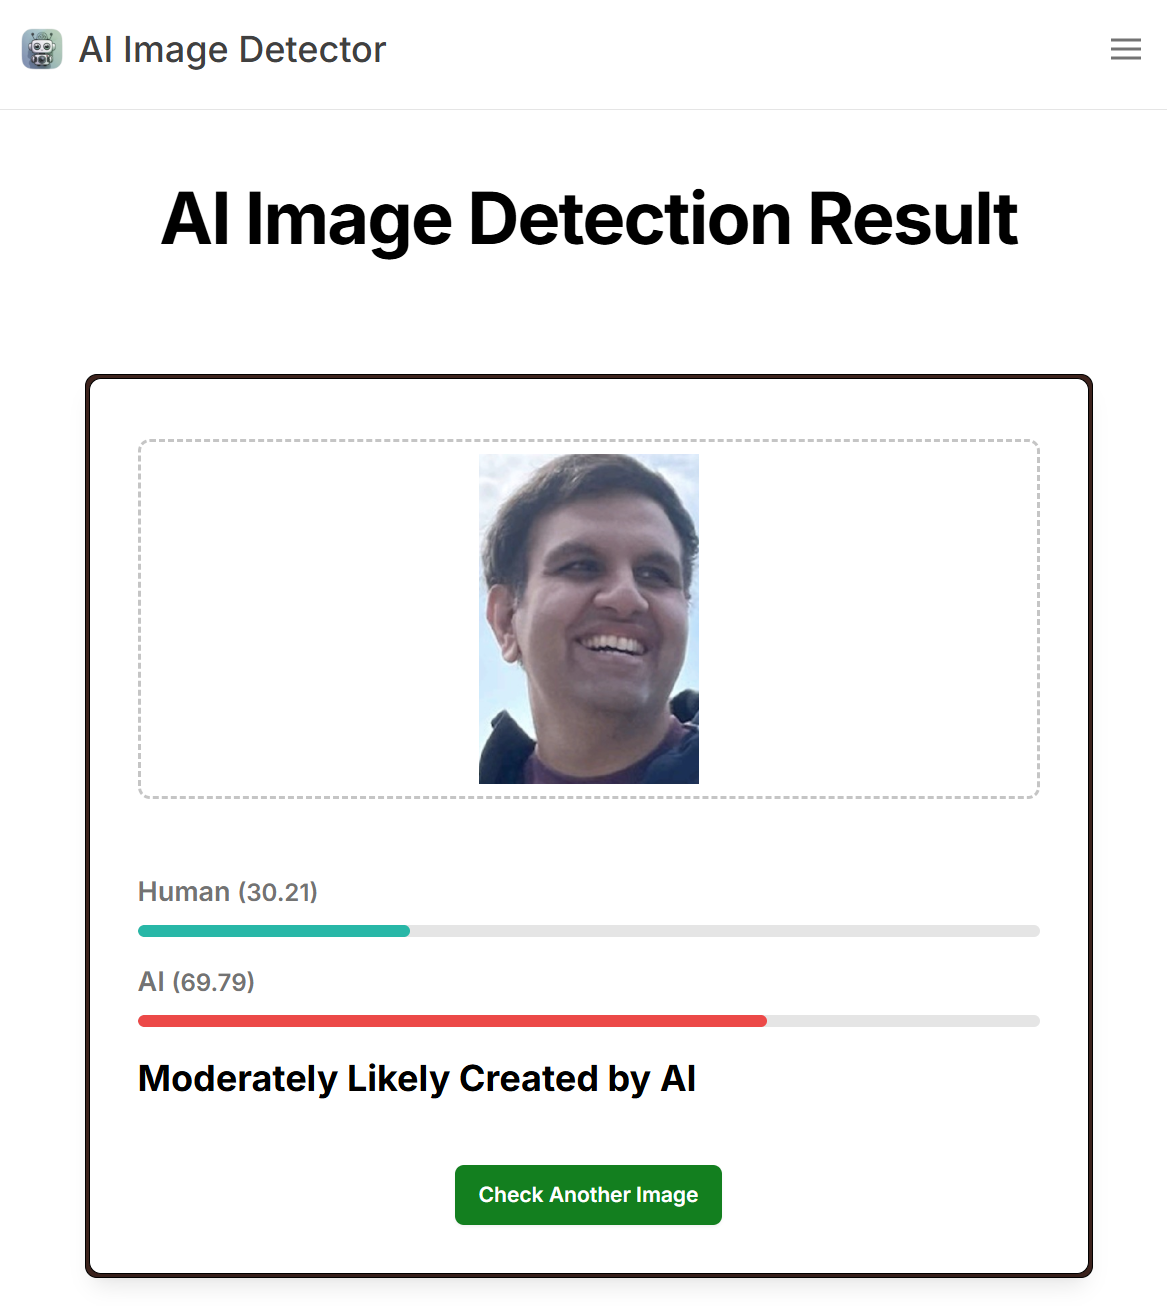 AI Image Detector
AI Image Detection Result
Human (30.21)
AI (69.79)
Moderately Likely Created by AI
Check Another Image